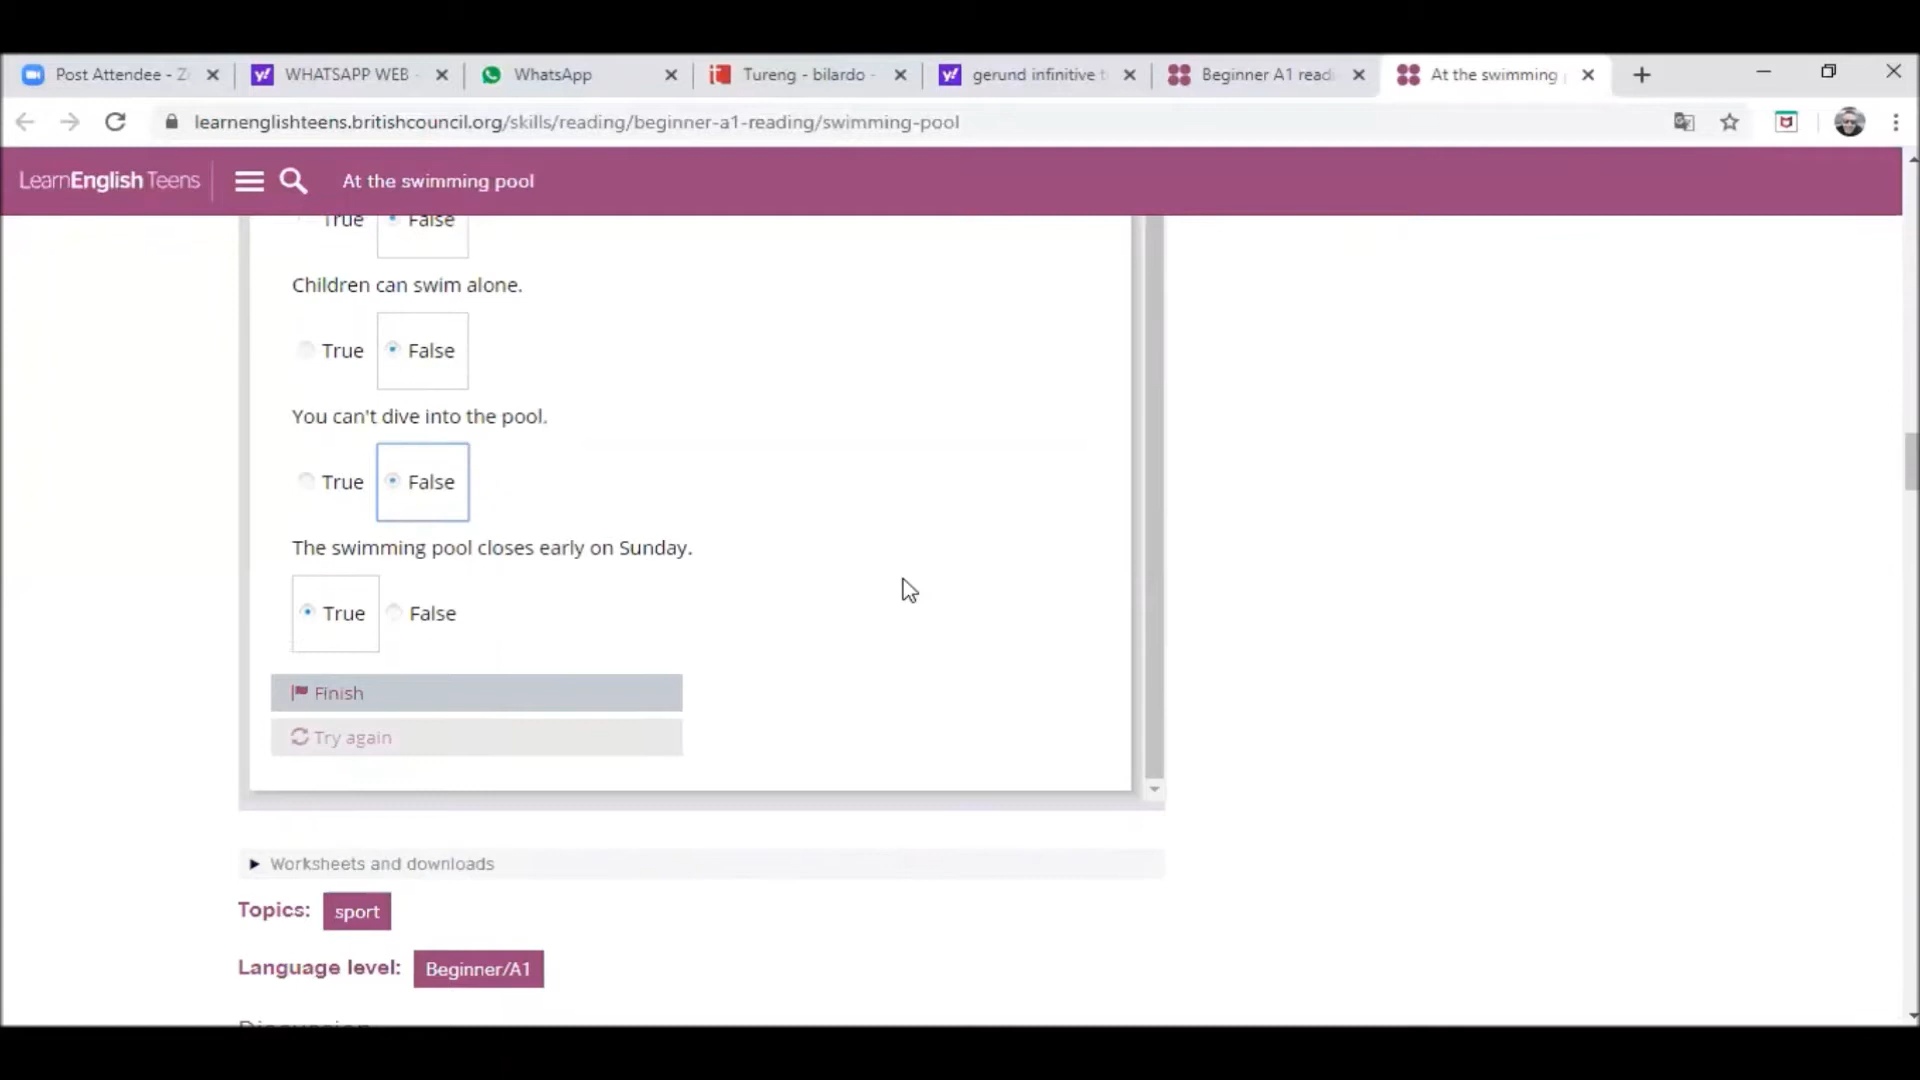 Post Attendee - Z
WHATSAPP WEB -
WhatsApp
Tureng - bilardo -
gerund infinitive t
Beginner A1 read
At the swimming
learnenglishteens.britishcouncil.org/skills/reading/beginner-a1-reading/swimming-pool
LearnEnglish Teens
At the swimming pool
True False
Children can swim alone.
True False
You can't dive into the pool.
True False
The swimming pool closes early on Sunday.
True False
Finish
Try again
Worksheets and downloads
Topics: sport
Language level: Beginner/A1
Discussion